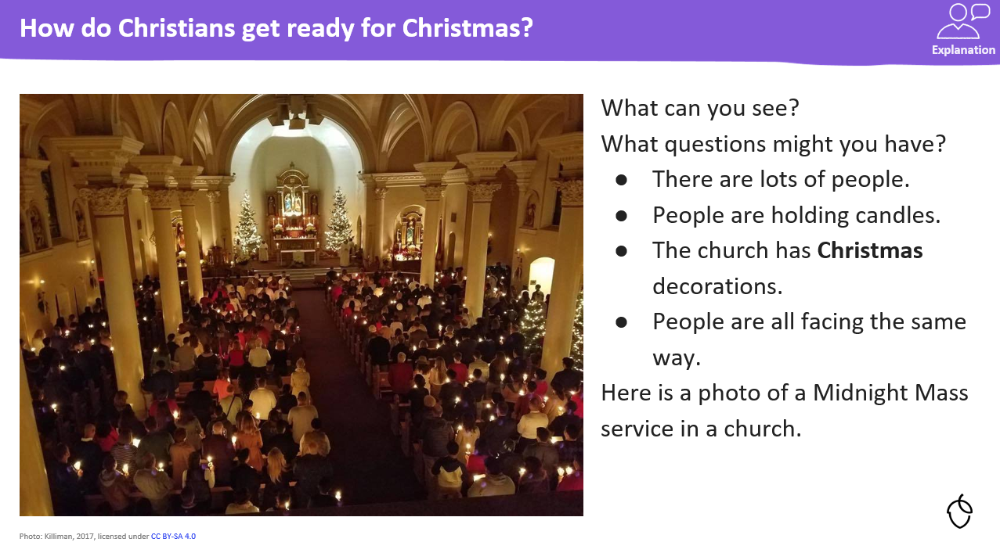 How do Christians get ready for Christmas?
Explanation
What can you see?
What questions might you have?
● There are lots of people.
● People are holding candles.
● The church has Christmas
decorations.
● People are all facing the same
way.
Here is a photo of a Midnight Mass
service in a church.
Photo: Killiman, 2017, licensed under CC BY-SA 4.0